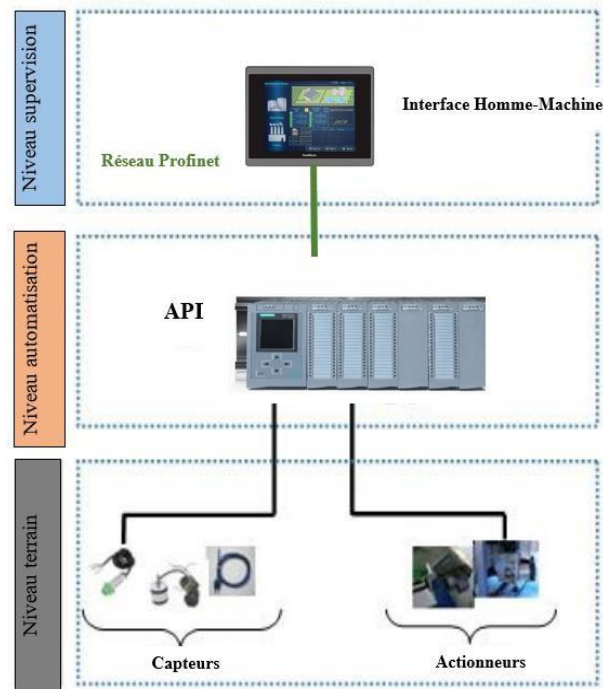 Niveau supervision
Interface Homme-Machine
Réseau Profinet
Niveau automatisation
API
Niveau terrain
Capteurs
Actionneurs